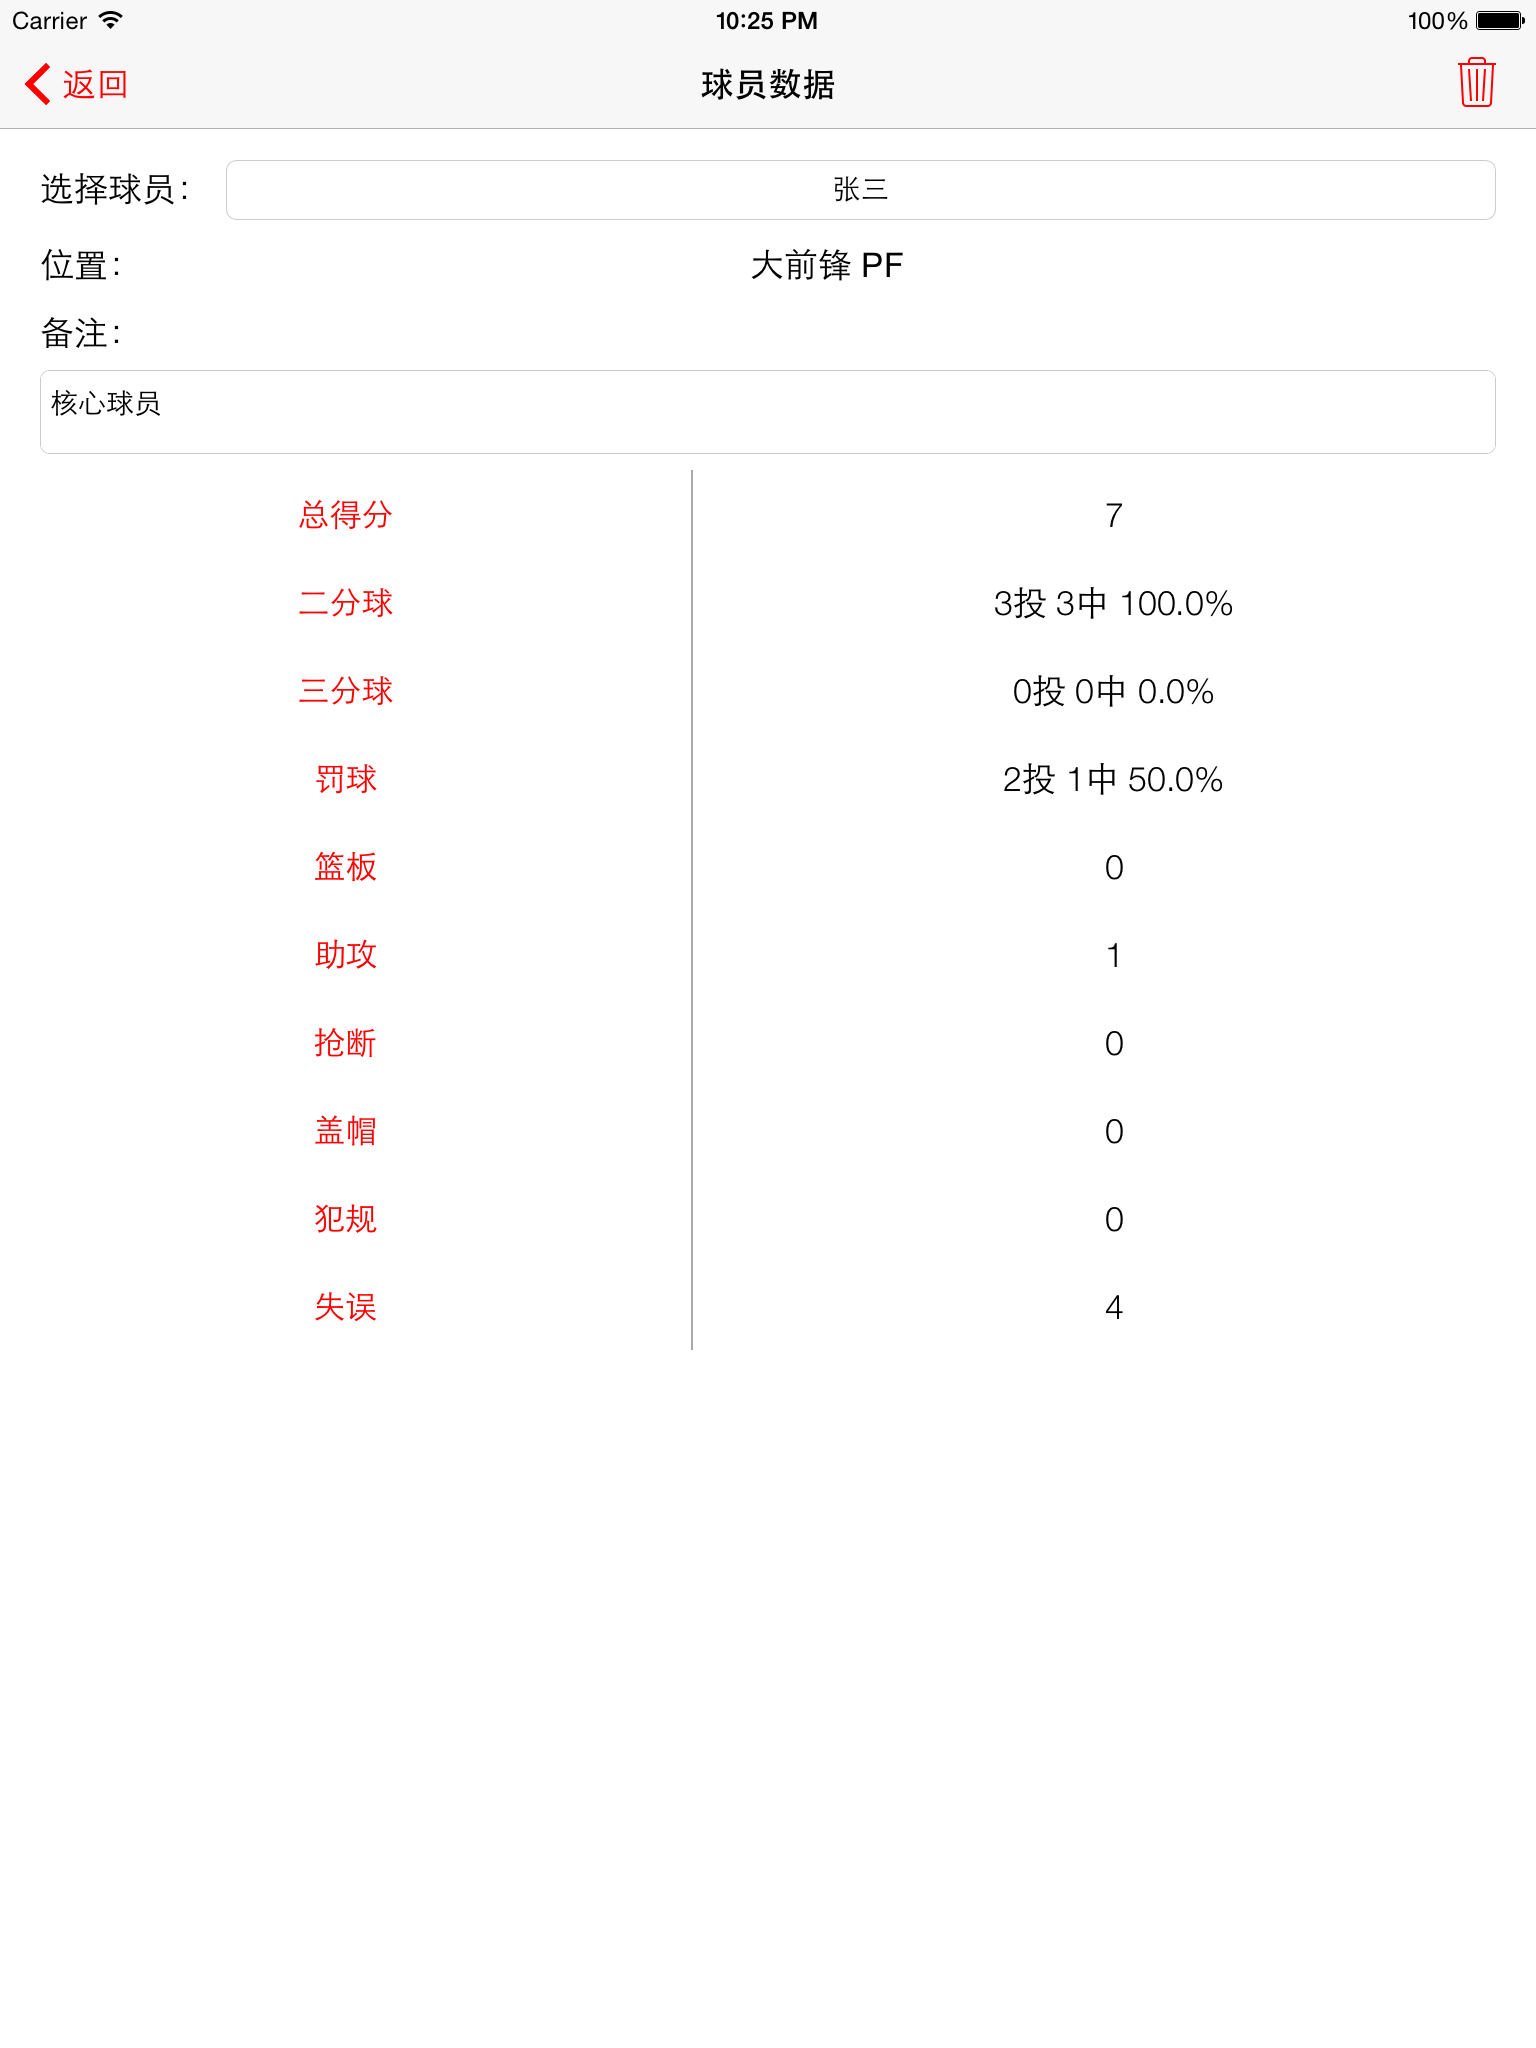 Carrier 10:25 PM 100%
返回 球员数据
选择球员： 张三
位置： 大前锋 PF
备注：
核心球员
总得分 7
二分球 3投 3中 100.0%
三分球 0投 0中 0.0%
罚球 2投 1中 50.0%
篮板 0
助攻 1
抢断 0
盖帽 0
犯规 0
失误 4